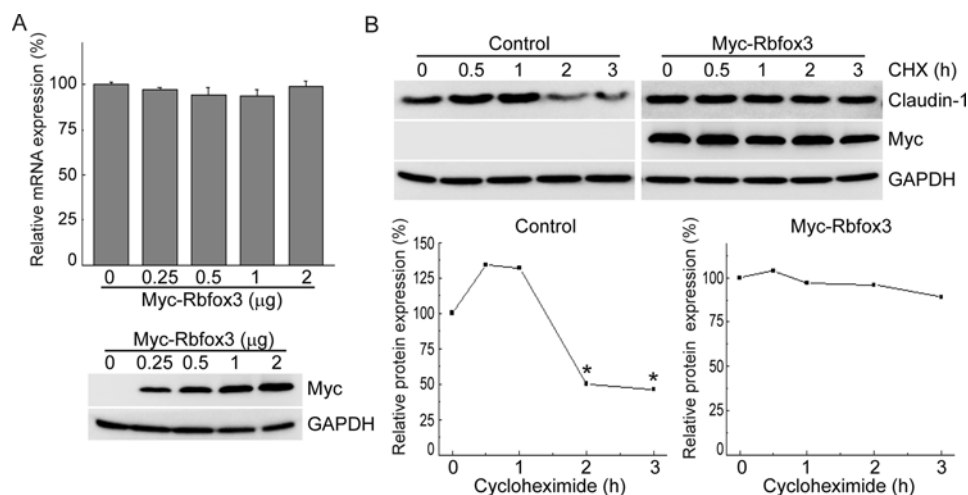 A
Relative mRNA expression (%)
100
75
50
25
0
0 0.25 0.5 1 2
Myc-Rbfox3 (μg)
Myc-Rbfox3 (μg)
0 0.25 0.5 1 2
Myc
GAPDH
B
Control Myc-Rbfox3
0 0.5 1 2 3 0 0.5 1 2 3 CHX (h)
Claudin-1
Myc
GAPDH
Control
Relative protein expression (%)
150
125
100
75
50
25
0
* *
0 1 2 3
Cycloheximide (h)
Myc-Rbfox3
Relative protein expression (%)
125
100
75
50
25
0
0 1 2 3
Cycloheximide (h)